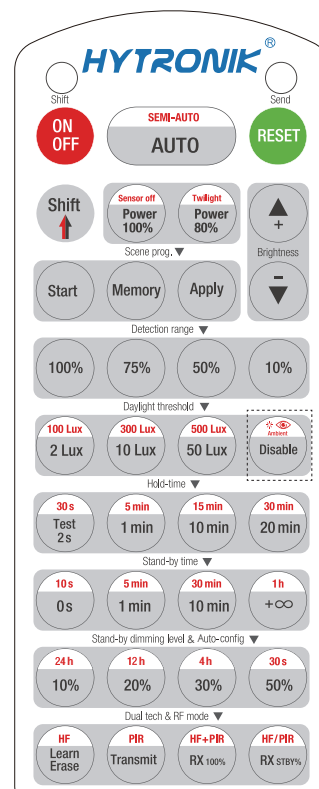 HYTRONIK®
Shift
Send
ON
OFF
SEMI-AUTO
AUTO
RESET
Shift
Sensor off
Power
100%
Twilight
Power
80%
+
Brightness
−
Scene prog. ▼
Start
Memory
Apply
Detection range ▼
100%
75%
50%
10%
Daylight threshold ▼
100 Lux
2 Lux
300 Lux
10 Lux
500 Lux
50 Lux
Ambient
Disable
Hold-time ▼
30 s
Test
2 s
5 min
1 min
15 min
10 min
30 min
20 min
Stand-by time ▼
10 s
0 s
5 min
1 min
30 min
10 min
1 h
+∞
Stand-by dimming level & Auto-config ▼
24 h
10%
12 h
20%
4 h
30%
30 s
50%
Dual tech & RF mode ▼
HF
Learn
Erase
PIR
Transmit
HF+PIR
RX 100%
HF/PIR
RX STBY%